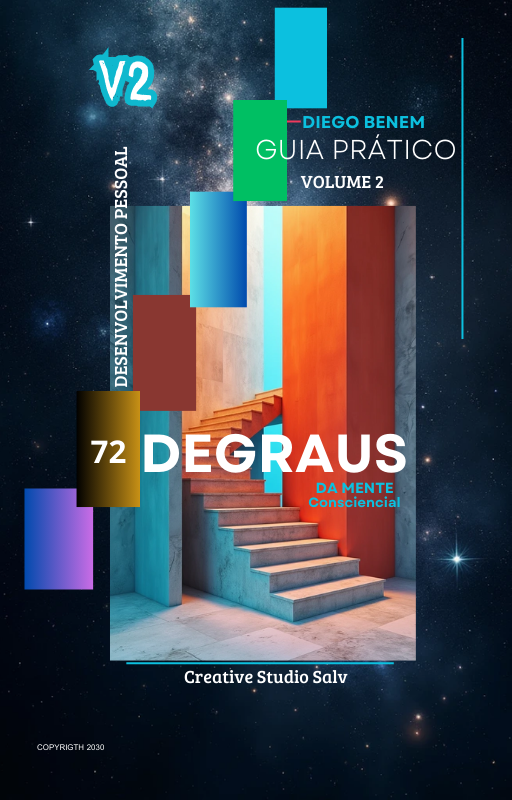 V2
DIEGO BENEM
GUIA PRÁTICO
VOLUME 2
DESENVOLVIMENTO PESSOAL
72 DEGRAUS
DA MENTE
Consciencial
Creative Studio Salv
COPYRIGTH 2030